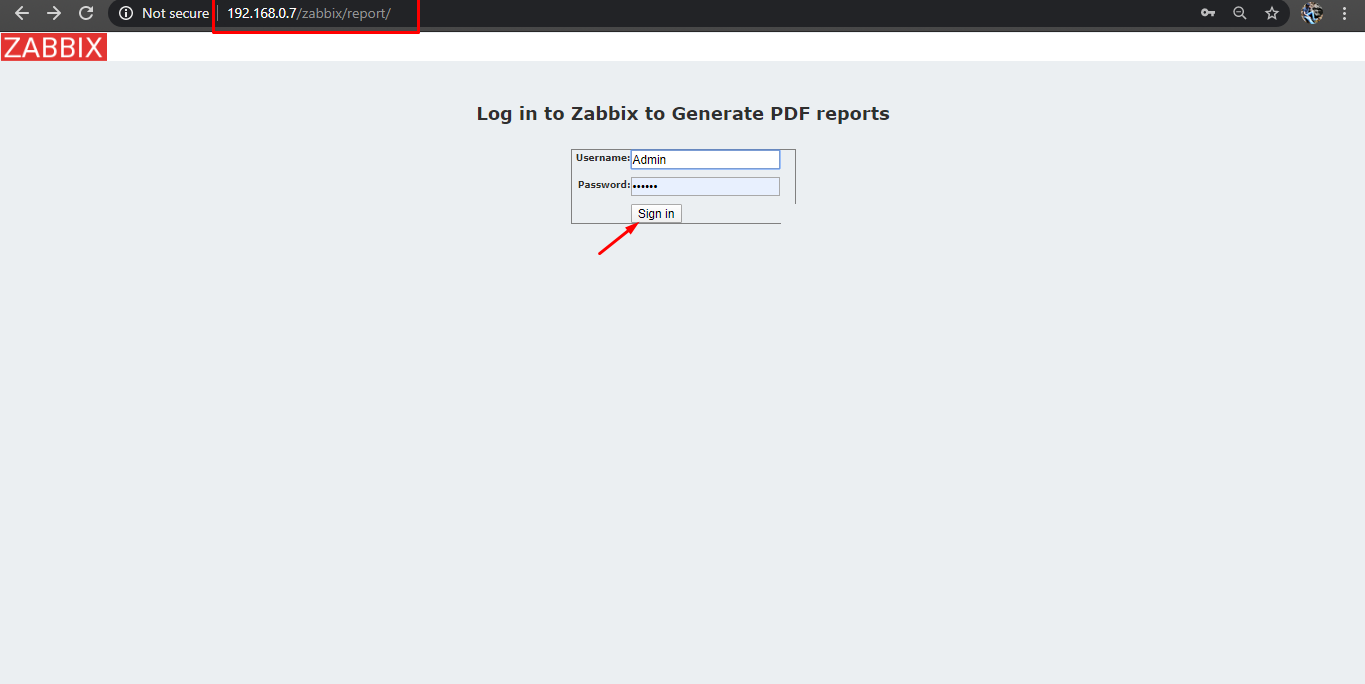 Not secure 192.168.0.7/zabbix/report/
ZABBIX
Log in to Zabbix to Generate PDF reports
Username: Admin
Password: ••••••
Sign in